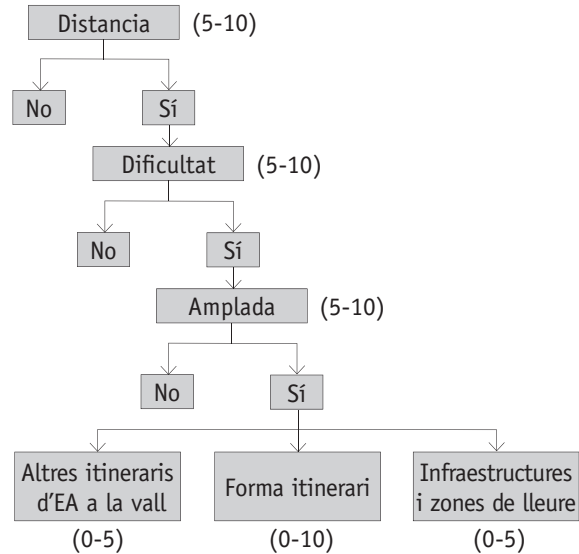 Distancia (5-10)
No Sí
Dificultat (5-10)
No Sí
Amplada (5-10)
No Sí
Altres itineraris
d'EA a la vall
(0-5)
Forma itinerari
(0-10)
Infraestructures
i zones de lleure
(0-5)